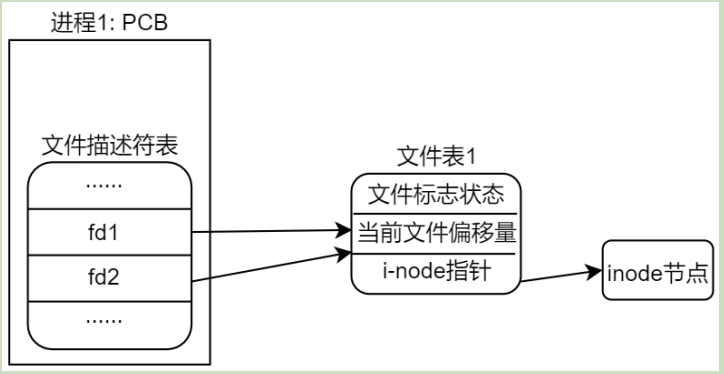 进程1: PCB
文件描述符表
······
fd1
fd2
······
文件表1
文件标志状态
当前文件偏移量
i-node指针
inode节点